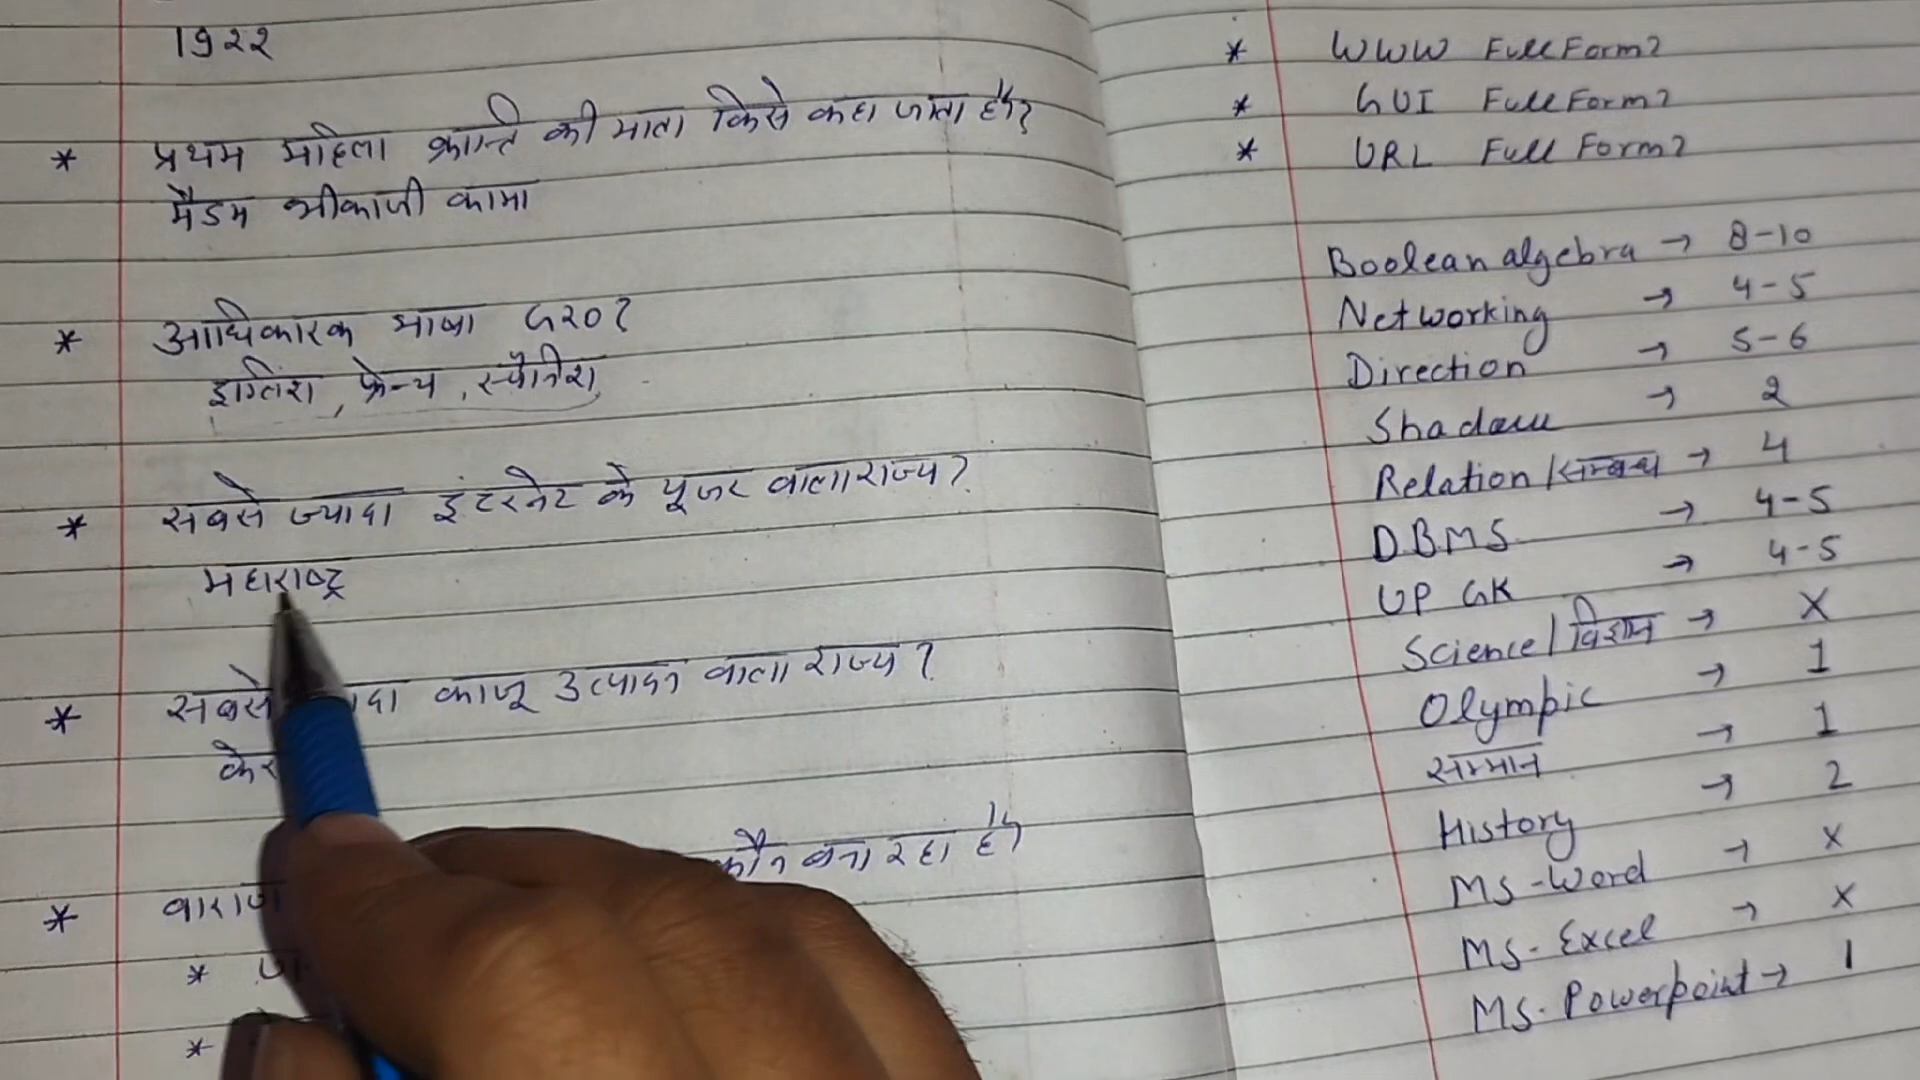 1922
* प्रथम महिला क्रान्ति की माता किसे कहा जाता है?
मैडम भीकाजी कामा
* आधिकारिक भाषा G20?
इंग्लिश, फ्रेन्च, स्पैनिश,
* सबसे ज्यादा इंटरनेट के यूजर वाला राज्य?
महाराष्ट्र
* सबसे काजू उत्पादन वाला राज्य?
* कौन बना रहा है
*
*
* WWW Full Form?
* GUI Full Form?
* URL Full Form?
Boolean algebra → 8-10
Networking → 4-5
Direction → 5-6
Shadow → 2
Relation/सम्बन्ध → 4
DBMS → 4-5
UP GK → 4-5
Science/विज्ञान → X
Olympic → 1
सम्मान → 1
History → 2
MS-Word → X
MS-Excel → X
MS-Powerpoint → 1